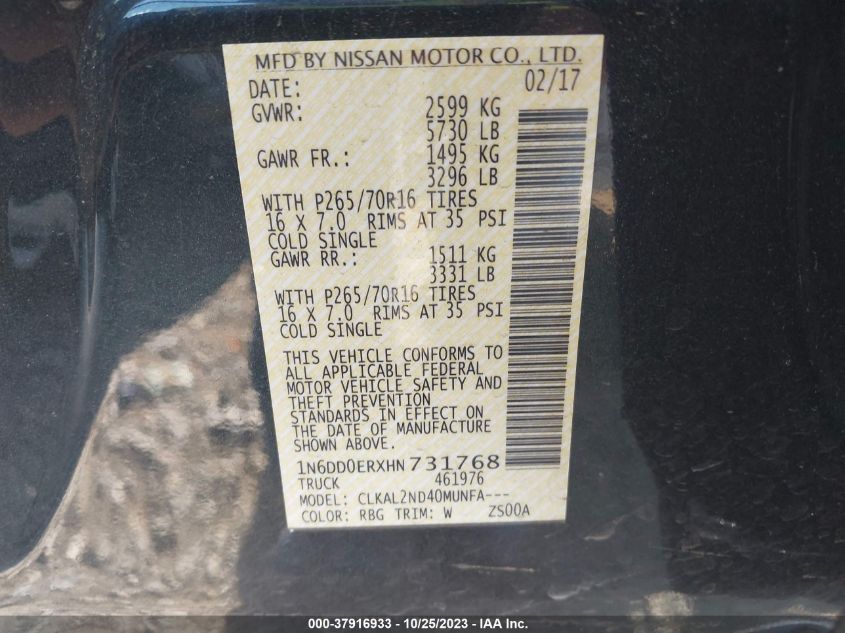 MFD BY NISSAN MOTOR CO., LTD.
DATE: 02/17
GVWR: 2599 KG
5730 LB
GAWR FR.: 1495 KG
3296 LB
WITH P265/70R16 TIRES
16 X 7.0 RIMS AT 35 PSI
COLD SINGLE
GAWR RR.: 1511 KG
3331 LB
WITH P265/70R16 TIRES
16 X 7.0 RIMS AT 35 PSI
COLD SINGLE
THIS VEHICLE CONFORMS TO
ALL APPLICABLE FEDERAL
MOTOR VEHICLE SAFETY AND
THEFT PREVENTION
STANDARDS IN EFFECT ON
THE DATE OF MANUFACTURE
SHOWN ABOVE.
1N6DD0ERXHN731768
TRUCK 461976
MODEL: CLKAL2ND40MUNFA---
COLOR: RBG TRIM: W ZS00A
000-37916933 - 10/25/2023 - IAA Inc.